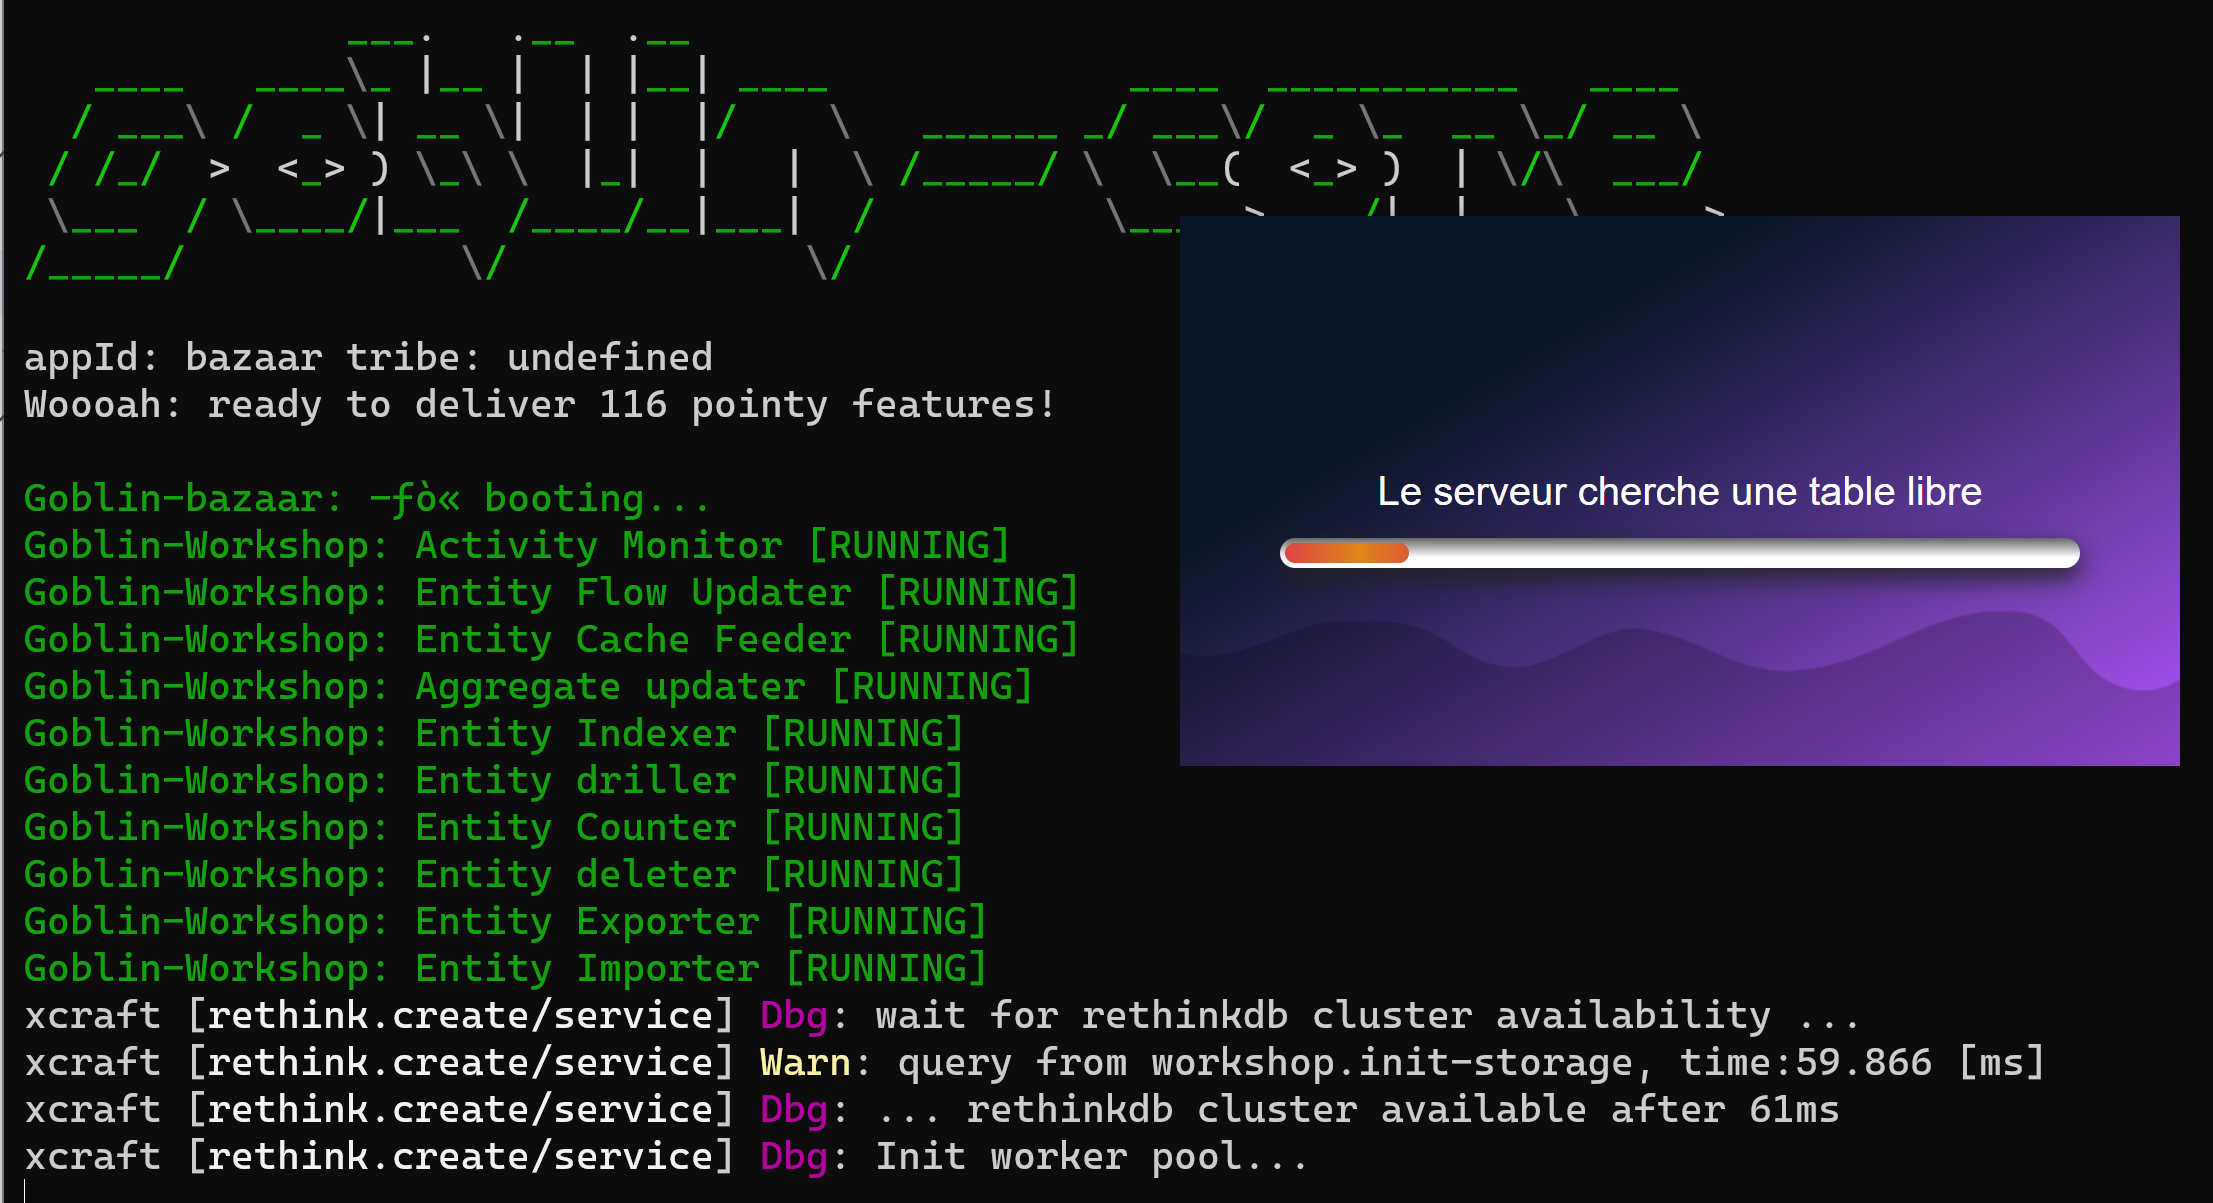 appId: bazaar tribe: undefined
Woooah: ready to deliver 116 pointy features!
Goblin-bazaar: -ƒò« booting...
Goblin-Workshop: Activity Monitor [RUNNING]
Goblin-Workshop: Entity Flow Updater [RUNNING]
Goblin-Workshop: Entity Cache Feeder [RUNNING]
Goblin-Workshop: Aggregate updater [RUNNING]
Goblin-Workshop: Entity Indexer [RUNNING]
Goblin-Workshop: Entity driller [RUNNING]
Goblin-Workshop: Entity Counter [RUNNING]
Goblin-Workshop: Entity deleter [RUNNING]
Goblin-Workshop: Entity Exporter [RUNNING]
Goblin-Workshop: Entity Importer [RUNNING]
xcraft [rethink.create/service] Dbg: wait for rethinkdb cluster availability ...
xcraft [rethink.create/service] Warn: query from workshop.init-storage, time:59.866 [ms]
xcraft [rethink.create/service] Dbg: ... rethinkdb cluster available after 61ms
xcraft [rethink.create/service] Dbg: Init worker pool...
Le serveur cherche une table libre